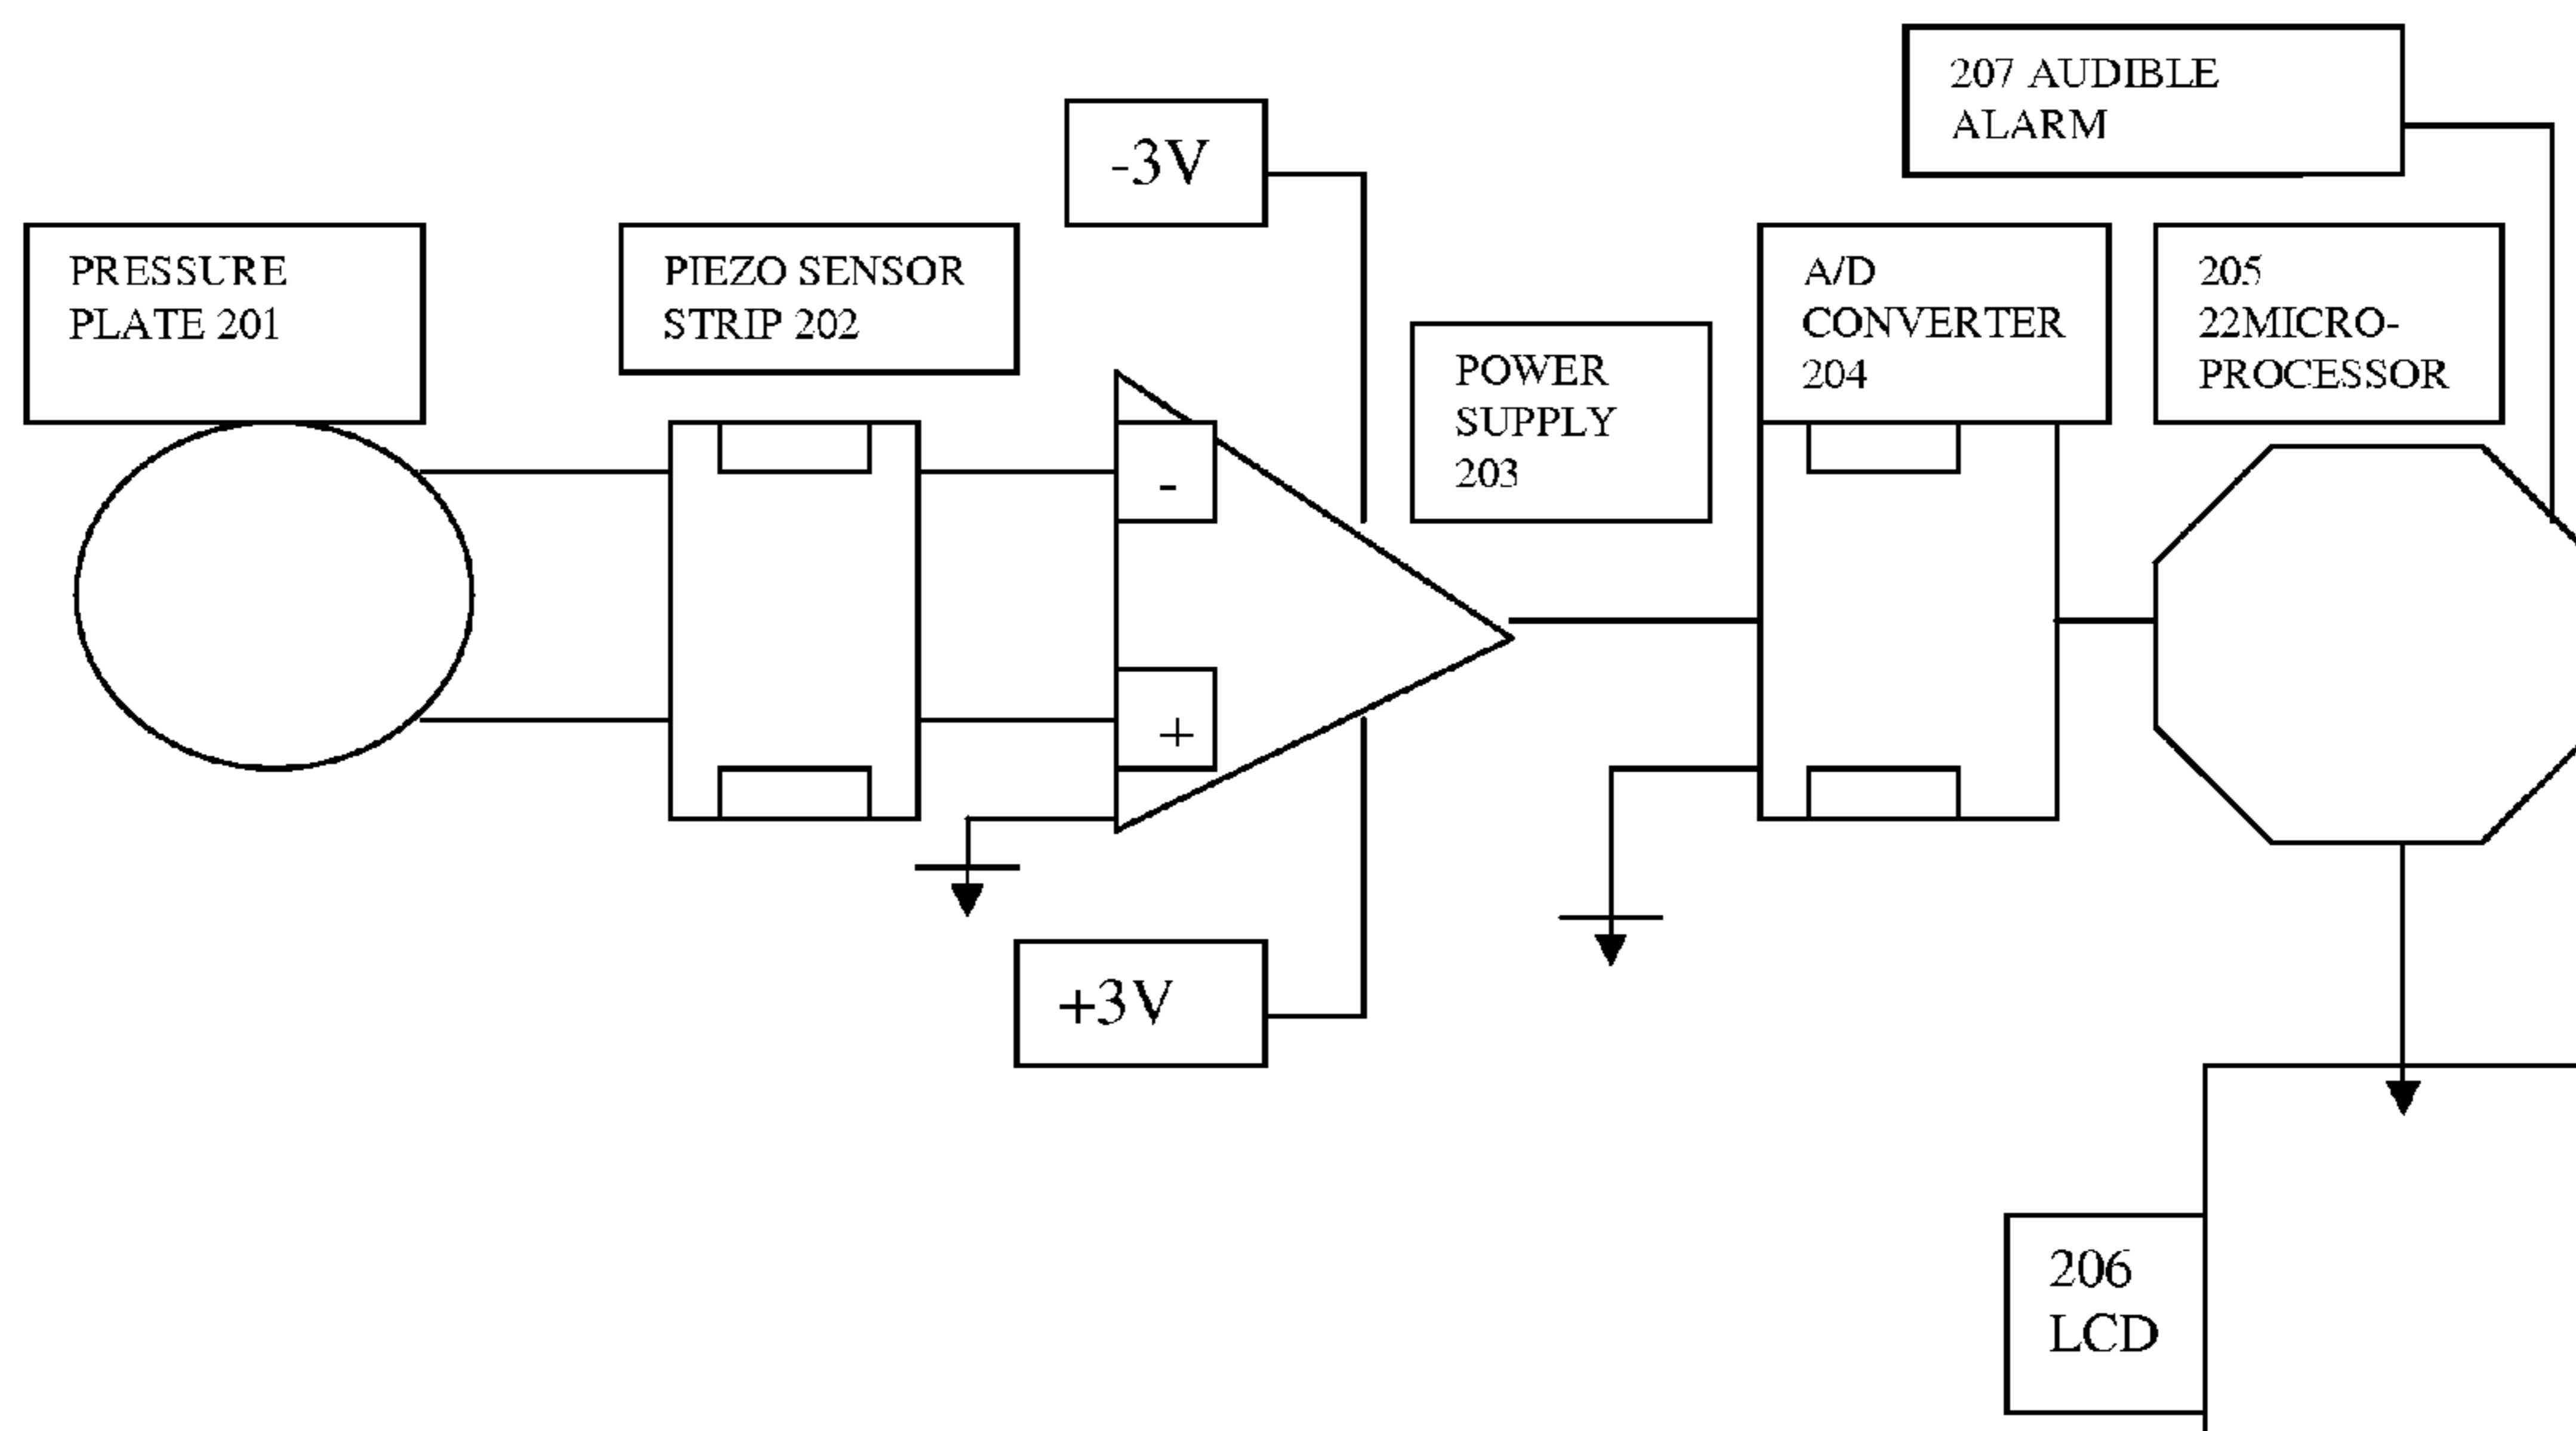 207 AUDIBLE
ALARM
-3V
PRESSURE
PLATE 201
PIEZO SENSOR
STRIP 202
POWER
SUPPLY
203
A/D
CONVERTER
204
205
22MICRO-
PROCESSOR
-
+
+3V
206
LCD